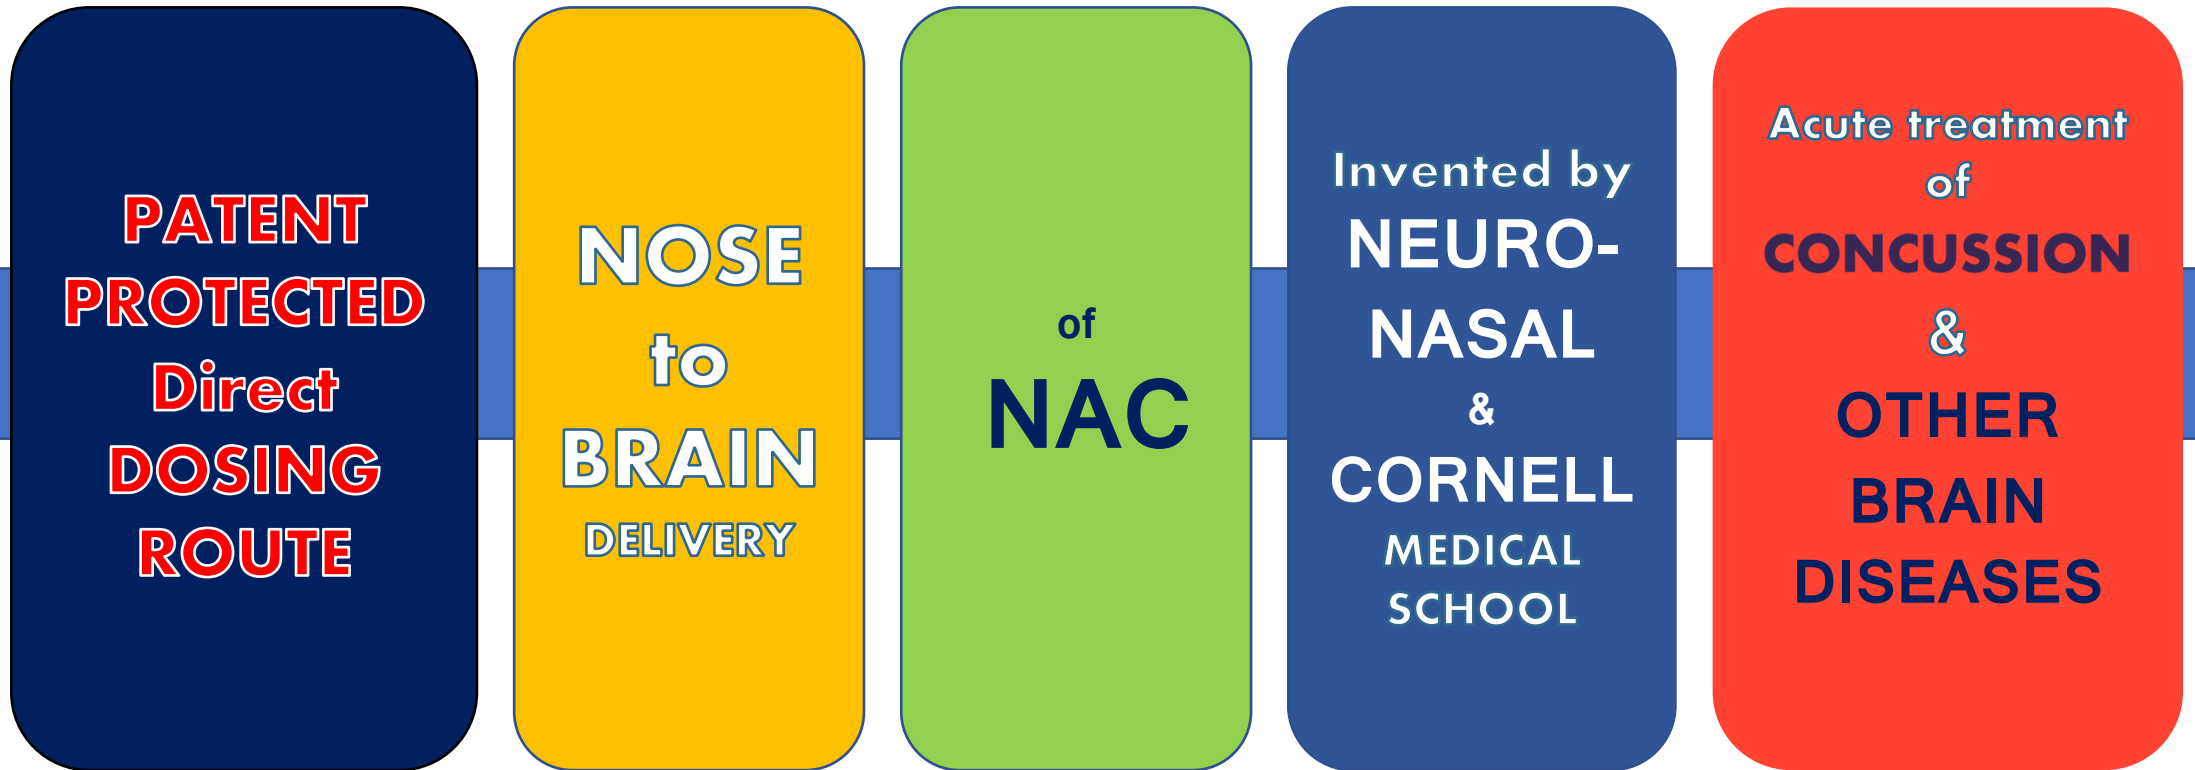 PATENT
PROTECTED
Direct
DOSING
ROUTE
NOSE
to
BRAIN
DELIVERY
of
NAC
Invented by
NEURO-
NASAL
&
CORNELL
MEDICAL
SCHOOL
Acute treatment
of
CONCUSSION
&
OTHER
BRAIN
DISEASES